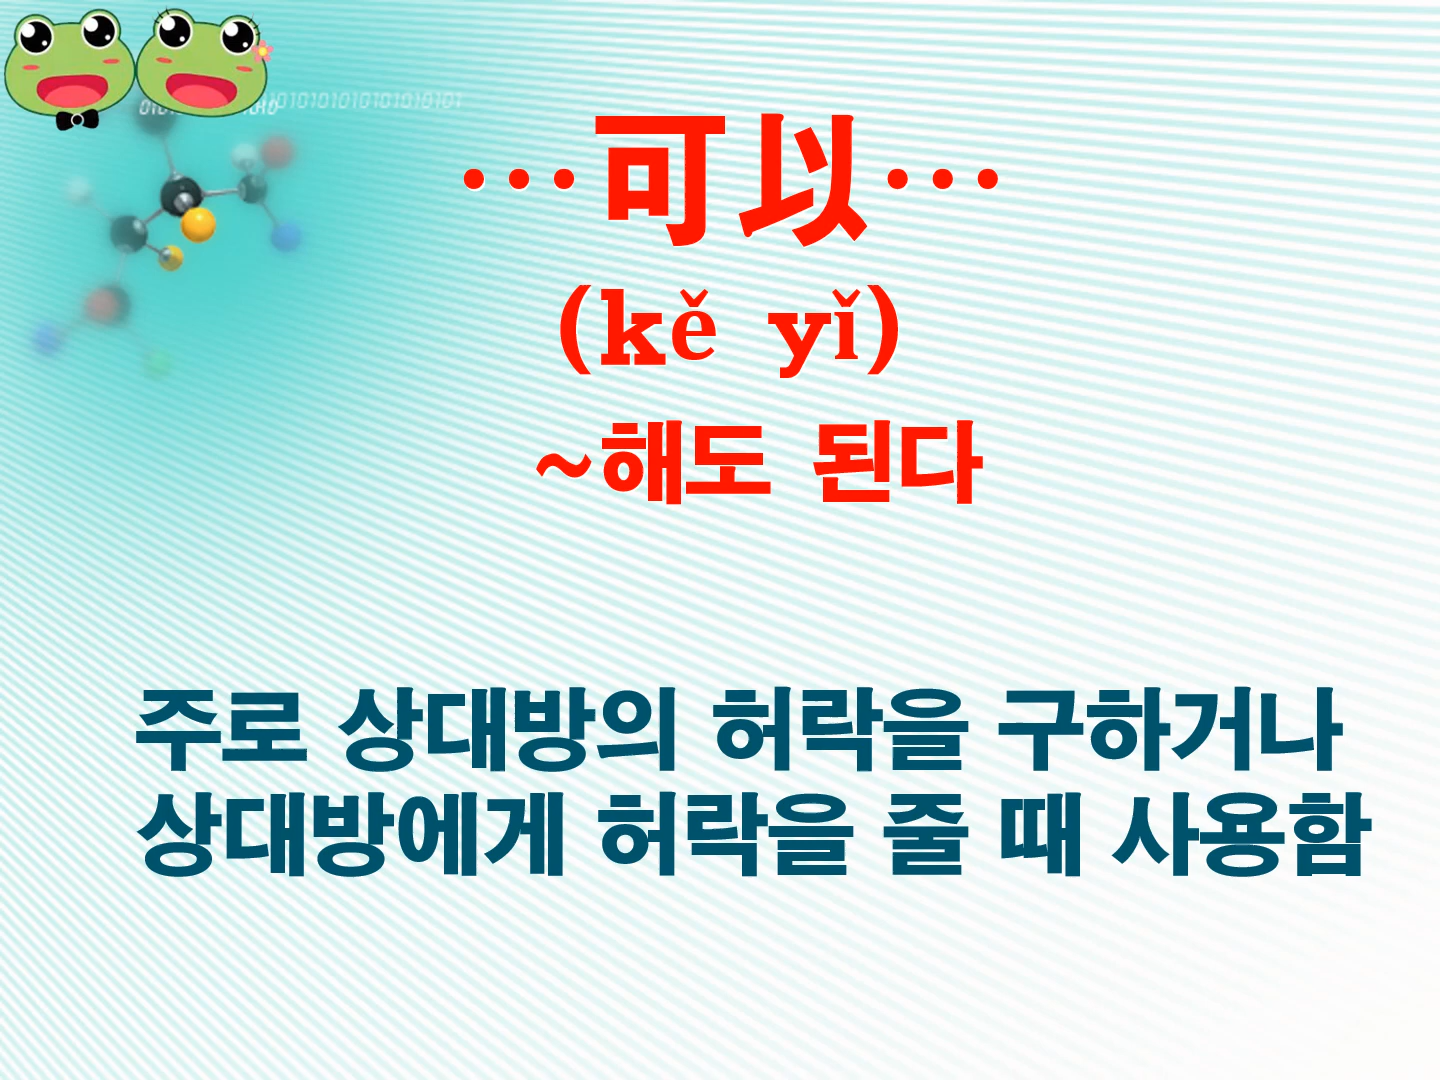 …可以…
(kě yǐ)
~해도 된다
주로 상대방의 허락을 구하거나
상대방에게 허락을 줄 때 사용함